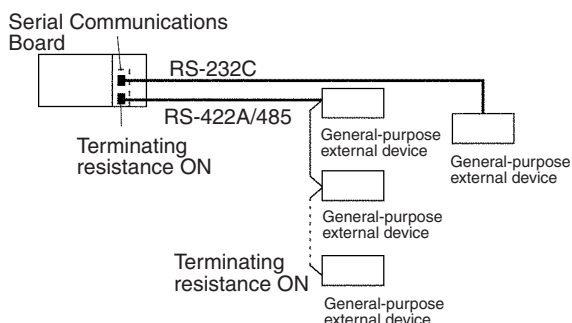 Serial Communications
Board
RS-232C
RS-422A/485
Terminating
resistance ON
General-purpose
external device
General-purpose
external device
General-purpose
external device
Terminating
resistance ON
General-purpose
external device